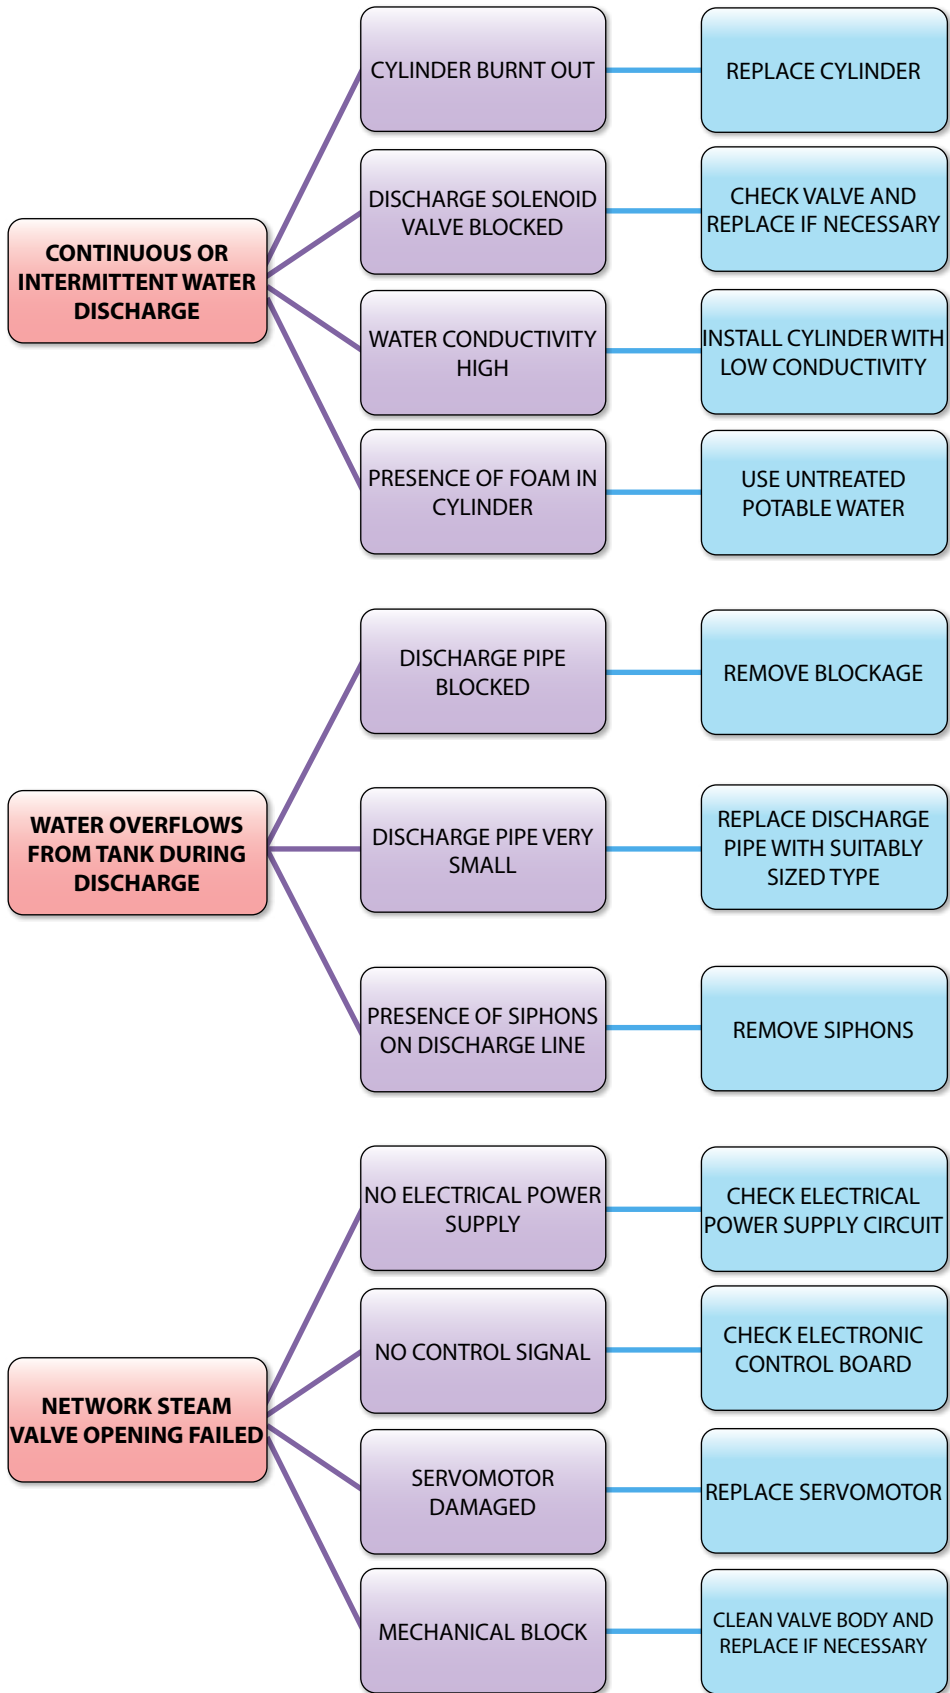 CYLINDER BURNT OUT
REPLACE CYLINDER
DISCHARGE SOLENOID
VALVE BLOCKED
CHECK VALVE AND
REPLACE IF NECESSARY
CONTINUOUS OR
INTERMITTENT WATER
DISCHARGE
WATER CONDUCTIVITY
HIGH
INSTALL CYLINDER WITH
LOW CONDUCTIVITY
PRESENCE OF FOAM IN
CYLINDER
USE UNTREATED
POTABLE WATER
DISCHARGE PIPE
BLOCKED
REMOVE BLOCKAGE
WATER OVERFLOWS
FROM TANK DURING
DISCHARGE
DISCHARGE PIPE VERY
SMALL
REPLACE DISCHARGE
PIPE WITH SUITABLY
SIZED TYPE
PRESENCE OF SIPHONS
ON DISCHARGE LINE
REMOVE SIPHONS
NO ELECTRICAL POWER
SUPPLY
CHECK ELECTRICAL
POWER SUPPLY CIRCUIT
NO CONTROL SIGNAL
CHECK ELECTRONIC
CONTROL BOARD
NETWORK STEAM
VALVE OPENING FAILED
SERVOMOTOR
DAMAGED
REPLACE SERVOMOTOR
MECHANICAL BLOCK
CLEAN VALVE BODY AND
REPLACE IF NECESSARY